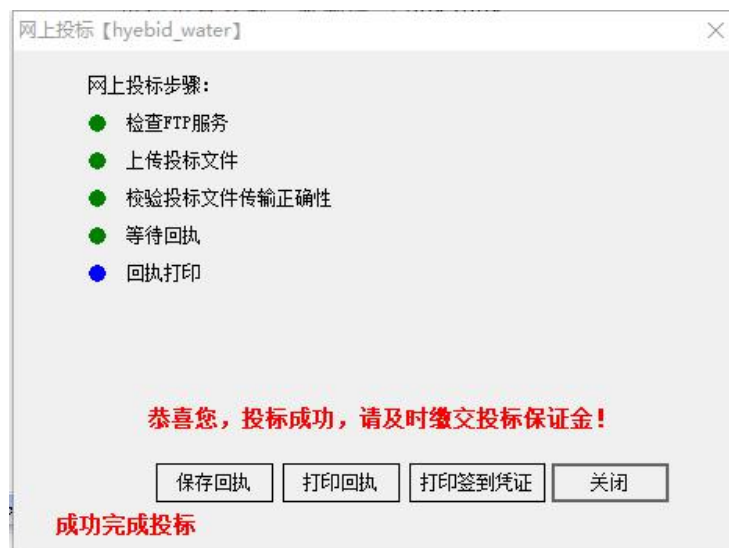 网上投标【hyebid_water】
网上投标步骤：
检查FTP服务
上传投标文件
校验投标文件传输正确性
等待回执
回执打印
恭喜您，投标成功，请及时缴交投标保证金！
保存回执 打印回执 打印签到凭证 关闭
成功完成投标